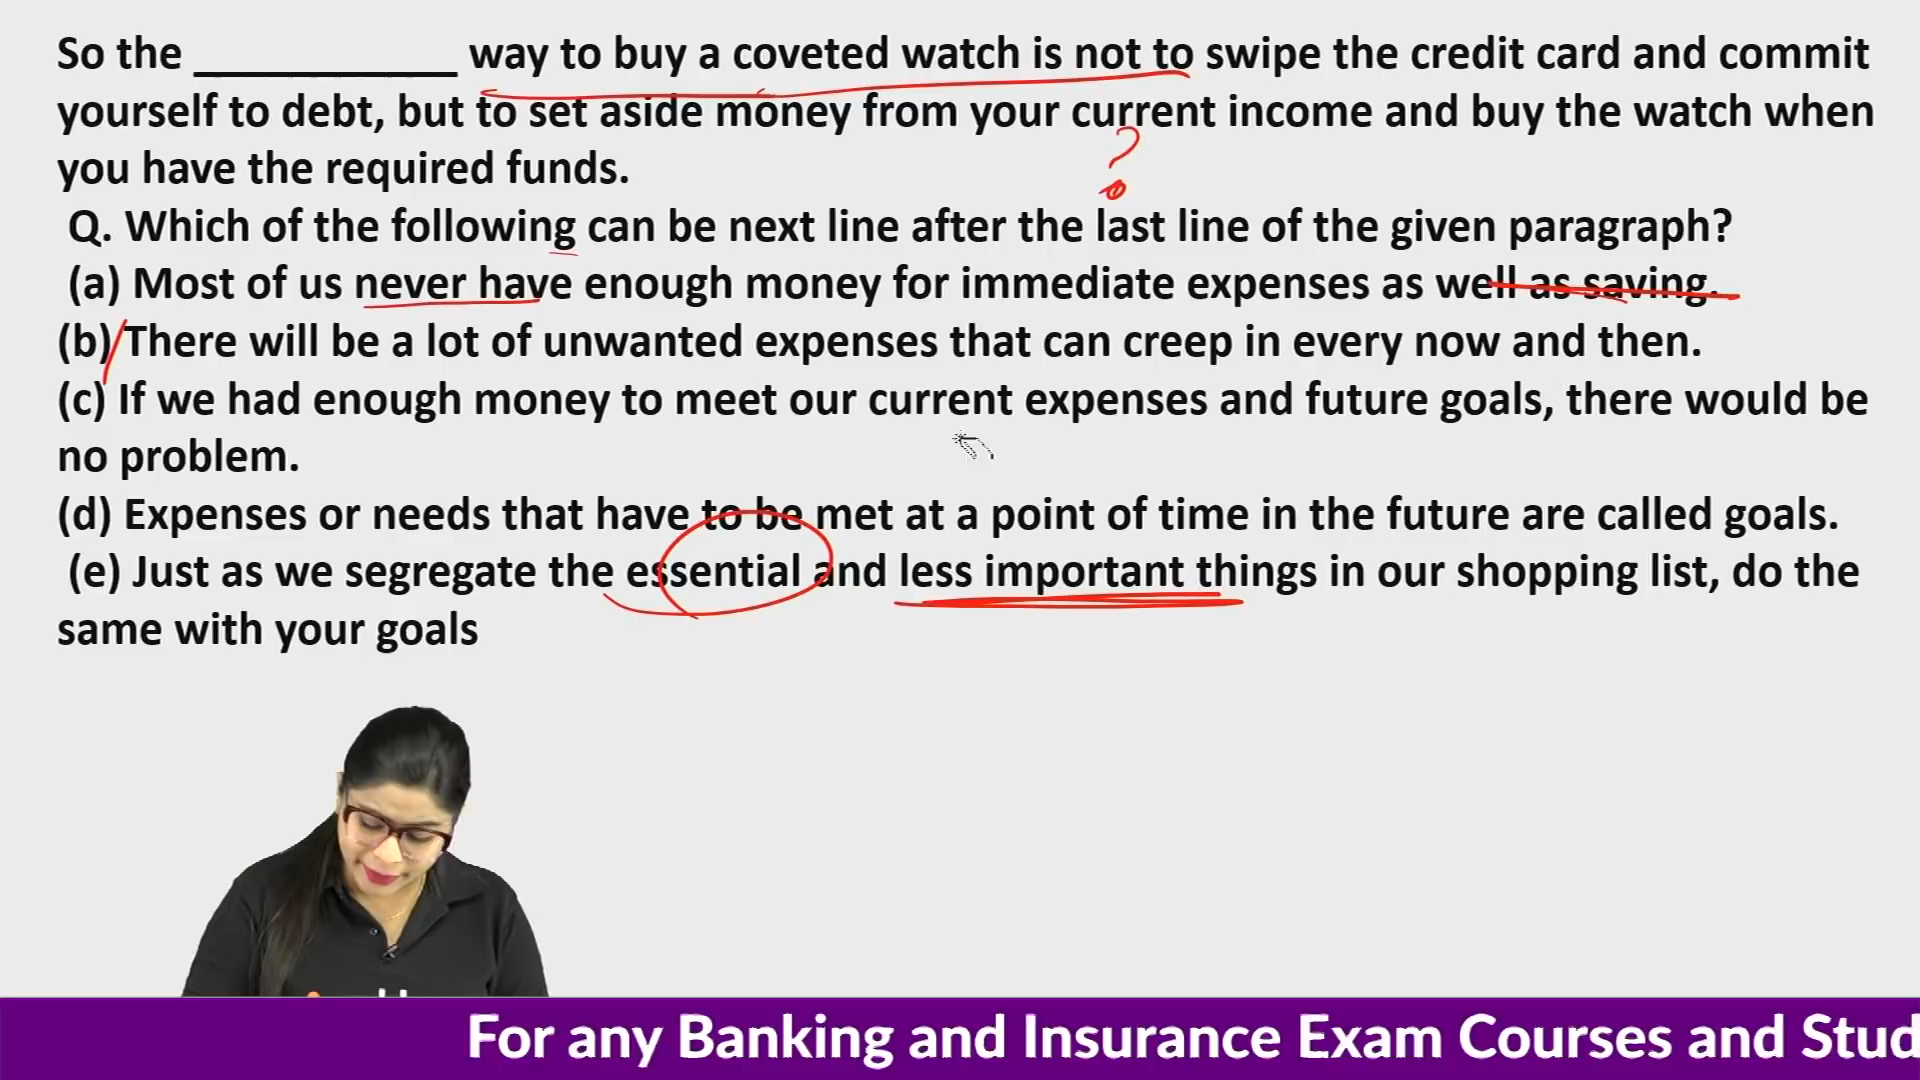 So the ___________ way to buy a coveted watch is not to swipe the credit card and commit
yourself to debt, but to set aside money from your current income and buy the watch when
you have the required funds.
Q. Which of the following can be next line after the last line of the given paragraph?
(a) Most of us never have enough money for immediate expenses as well as saving.
(b) There will be a lot of unwanted expenses that can creep in every now and then.
(c) If we had enough money to meet our current expenses and future goals, there would be
no problem.
(d) Expenses or needs that have to be met at a point of time in the future are called goals.
(e) Just as we segregate the essential and less important things in our shopping list, do the
same with your goals
For any Banking and Insurance Exam Courses and Stud